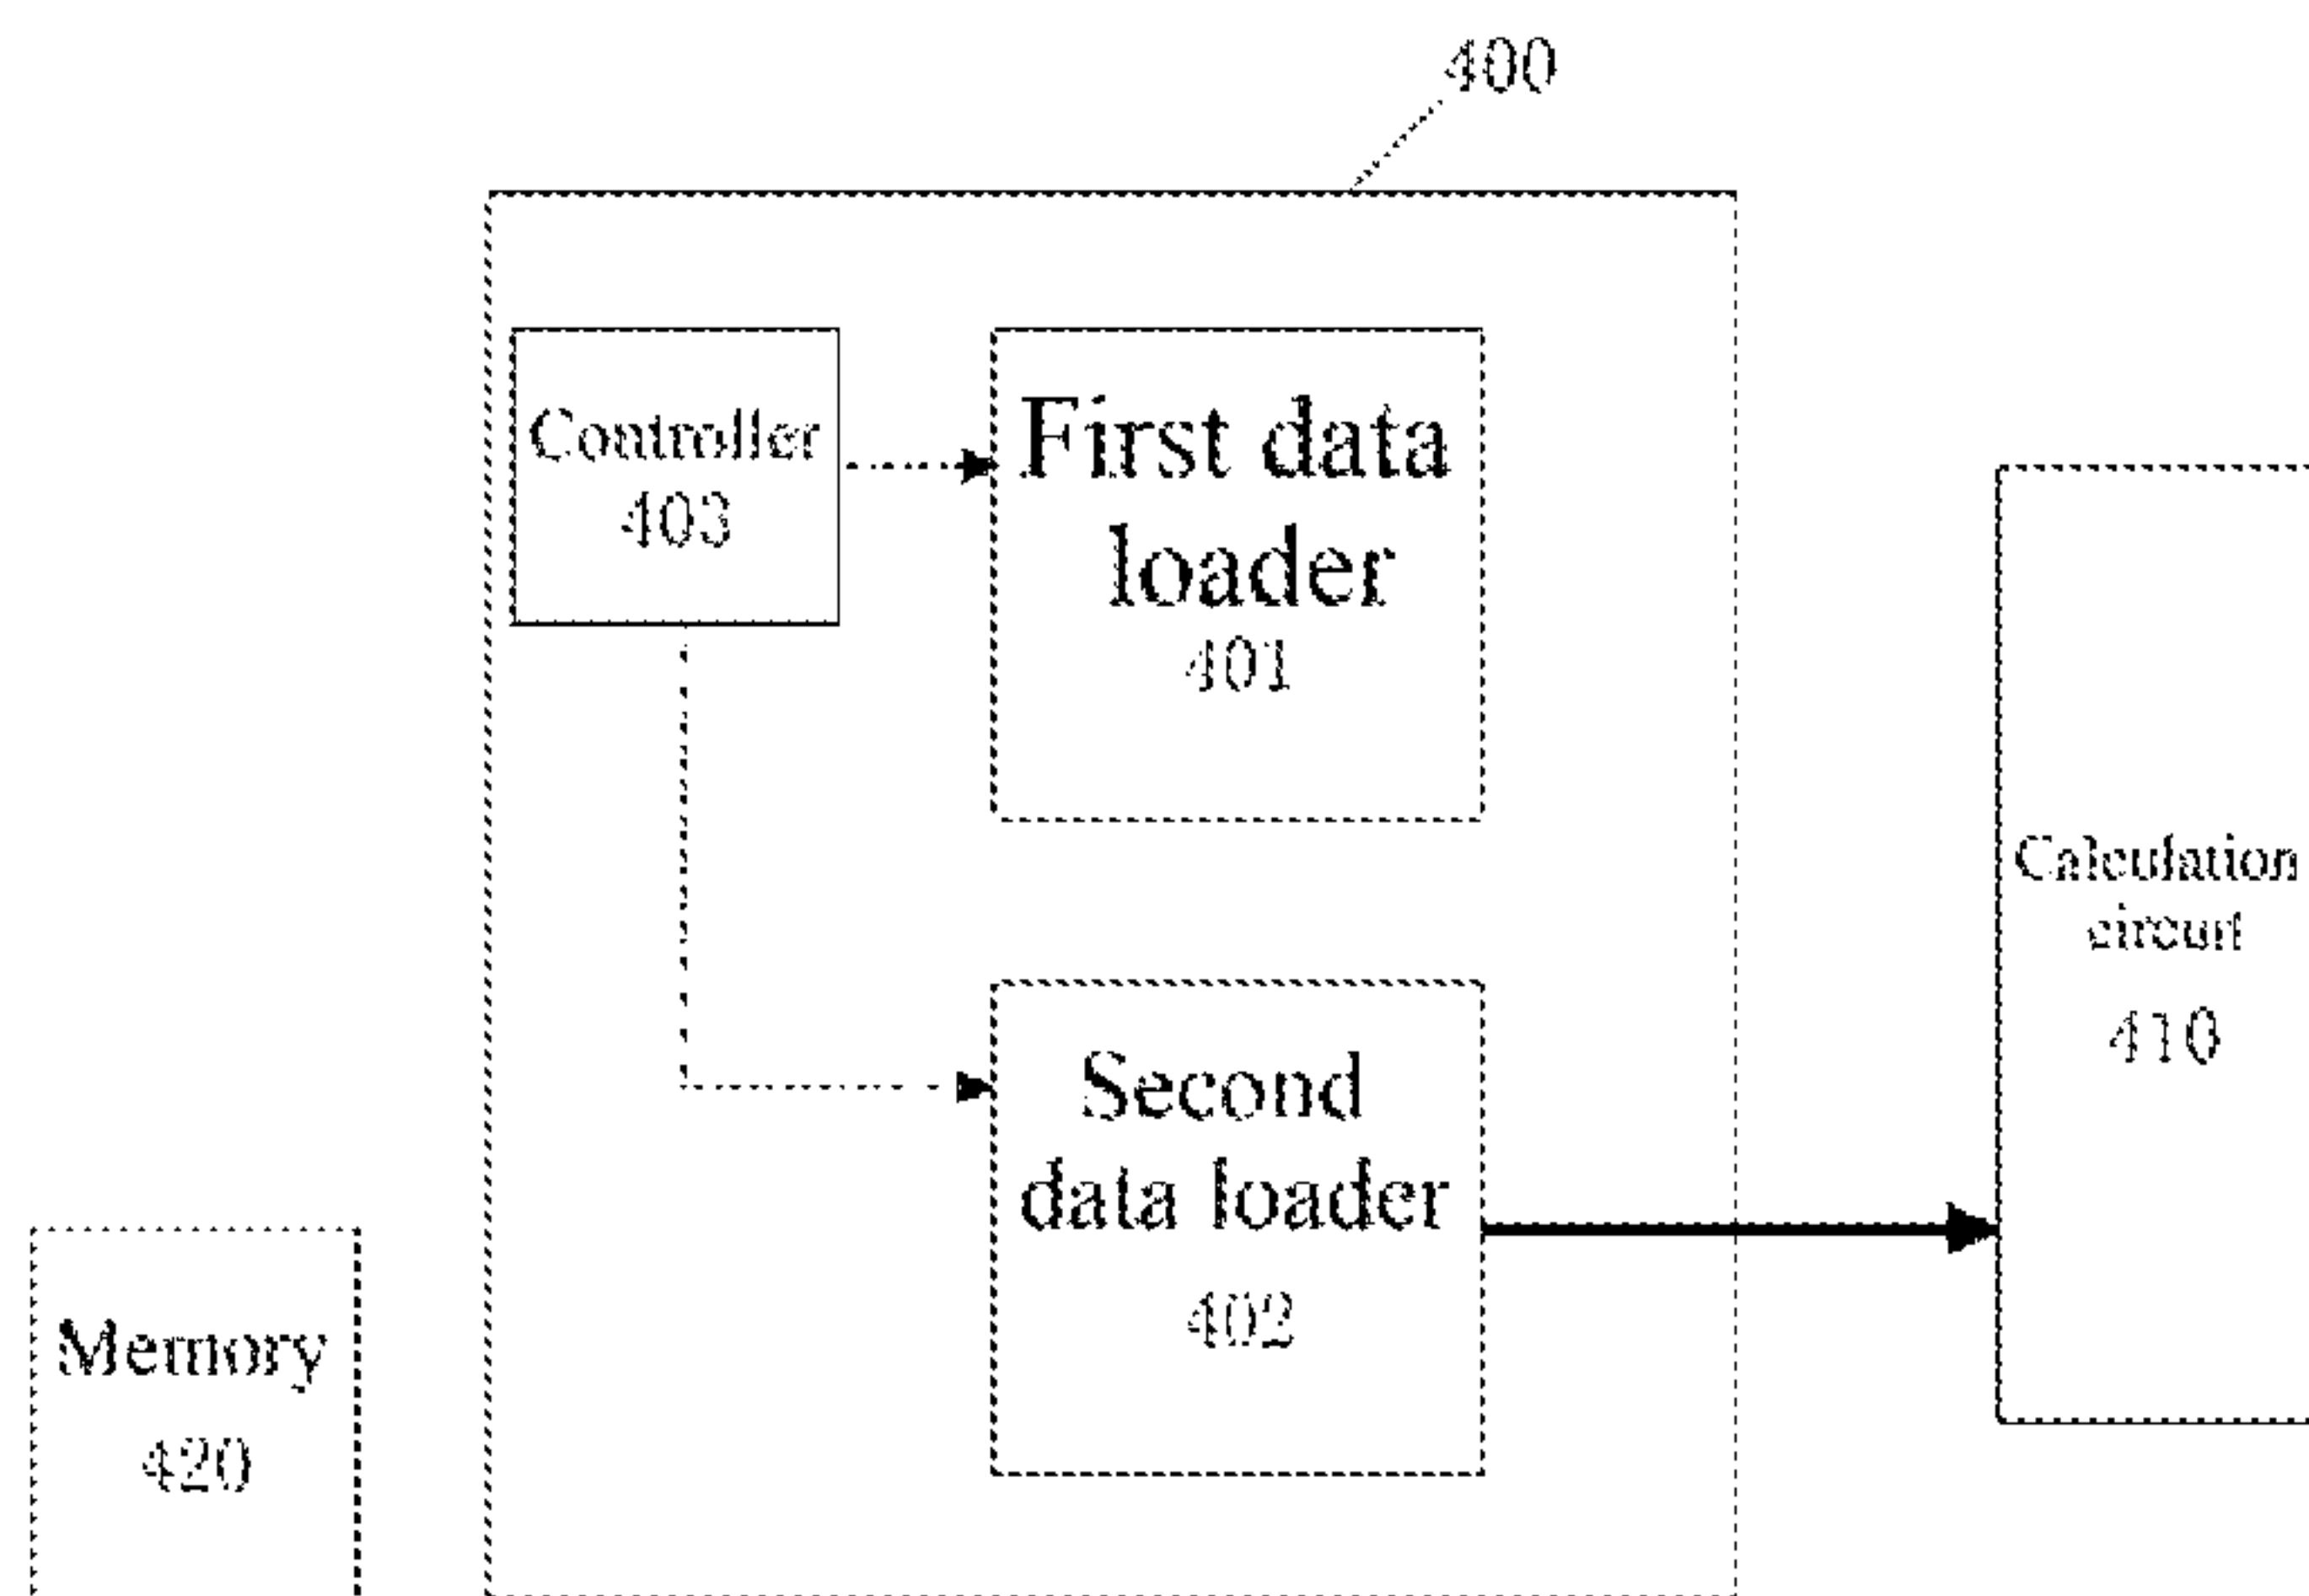 400
Controller
403
First data
loader
401
Calculation
circuit
410
Second
data loader
402
Memory
420